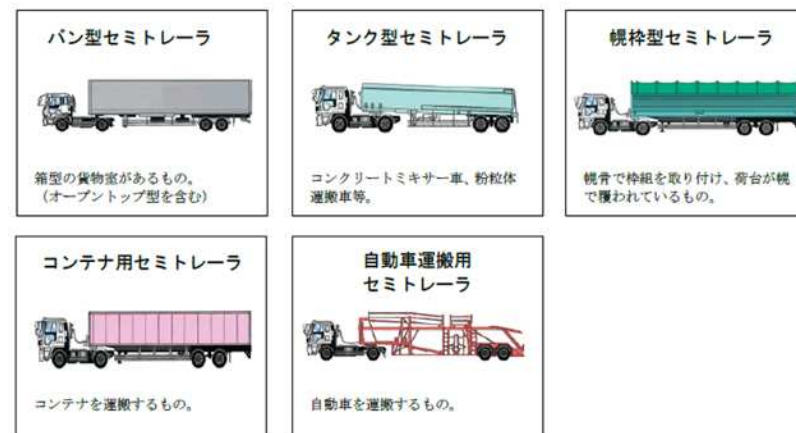 バン型セミトレーラ
箱型の貨物室があるもの。
（オープントップ型を含む）
タンク型セミトレーラ
コンクリートミキサー車、粉粒体
運搬車等。
幌枠型セミトレーラ
幌骨で枠組を取り付け、荷台が幌
で覆われているもの。
コンテナ用セミトレーラ
コンテナを運搬するもの。
自動車運搬用
セミトレーラ
自動車を運搬するもの。